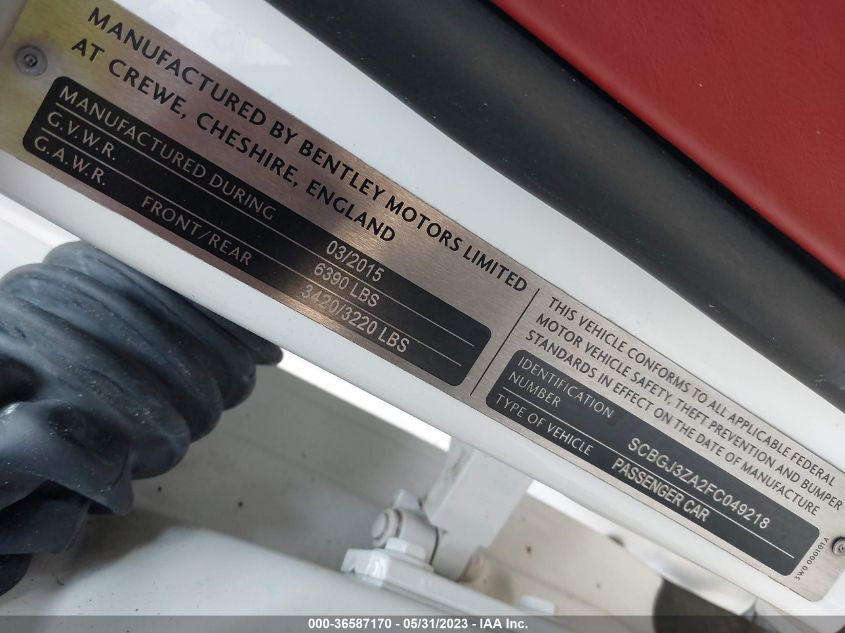 MANUFACTURED BY BENTLEY MOTORS LIMITED
AT CREWE, CHESHIRE, ENGLAND
MANUFACTURED DURING 03/2015
G.V.W.R. 6390 LBS
G.A.W.R. FRONT/REAR 3420/3220 LBS
THIS VEHICLE CONFORMS TO ALL APPLICABLE FEDERAL
MOTOR VEHICLE SAFETY, THEFT PREVENTION AND BUMPER
STANDARDS IN EFFECT ON THE DATE OF MANUFACTURE
IDENTIFICATION
NUMBER SCBGJ3ZA2FC049218
TYPE OF VEHICLE PASSENGER CAR
3W0 000101A
000-36587170 - 05/31/2023 - IAA Inc.